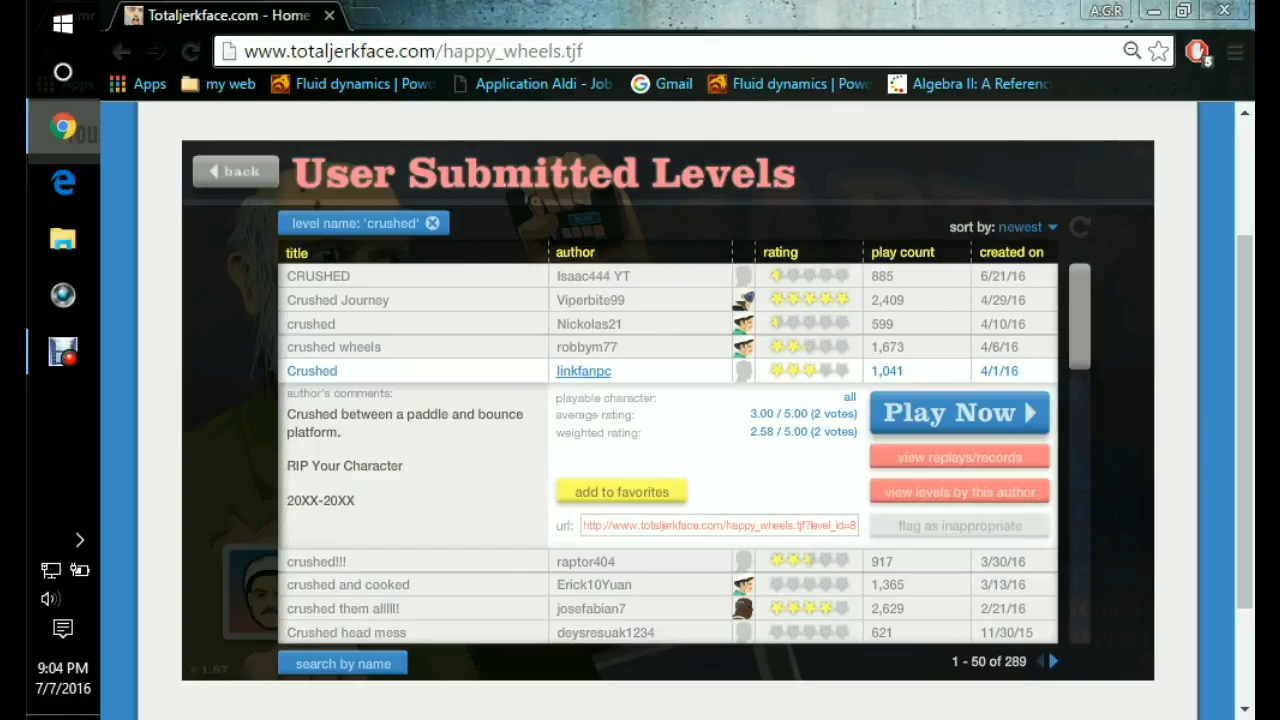 Totaljerkface.com - Home
A.G.R
www.totaljerkface.com/happy_wheels.tjf
5
Apps
Apps
my web
Fluid dynamics | Powe
Application Aldi - Job
Gmail
Fluid dynamics | Powe
Algebra II: A Referenc
You
back
User Submitted Levels
level name: 'crushed'
sort by: newest
title author rating play count created on
CRUSHED Isaac444 YT 885 6/21/16
Crushed Journey Viperbite99 2,409 4/29/16
crushed Nickolas21 599 4/10/16
crushed wheels robbym77 1,673 4/6/16
Crushed linkfanpc 1,041 4/1/16
author's comments:
Crushed between a paddle and bounce
platform.
RIP Your Character
20XX-20XX
playable character: all
average rating: 3.00 / 5.00 (2 votes)
weighted rating: 2.58 / 5.00 (2 votes)
add to favorites
url: http://www.totaljerkface.com/happy_wheels.tjf?level_id=8
Play Now
view replays/records
view levels by this author
flag as inappropriate
crushed!!! raptor404 917 3/30/16
crushed and cooked Erick10Yuan 1,365 3/13/16
crushed them alllll! josefabian7 2,629 2/21/16
Crushed head mess deysresuak1234 621 11/30/15
search by name
1 - 50 of 289
9:04 PM
7/7/2016